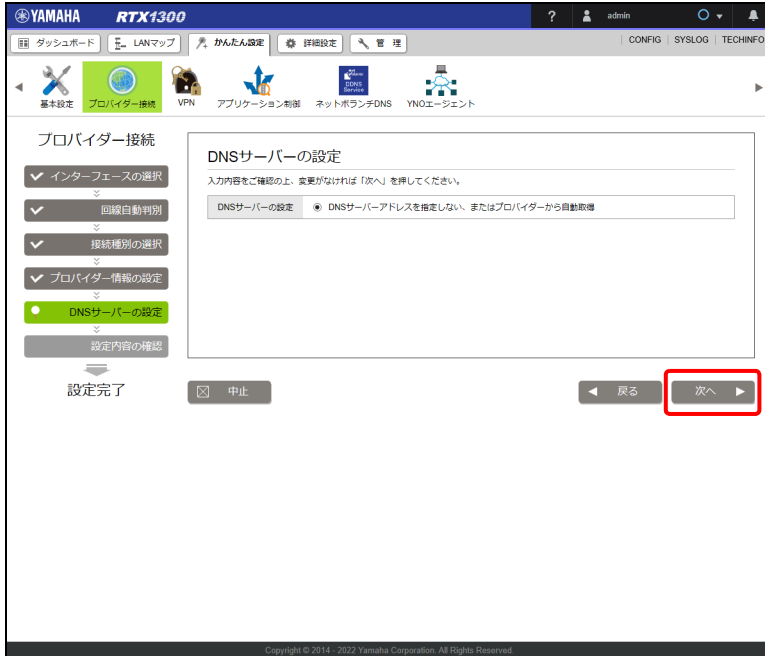 YAMAHA RTX1300 ? admin
ダッシュボード LANマップ かんたん設定 詳細設定 管 理 CONFIG SYSLOG TECHINFO
基本設定 プロバイダー接続 VPN アプリケーション制御 ネットボランチDNS YNOエージェント
DDNS
Service
プロバイダー接続
インターフェースの選択
回線自動判別
接続種別の選択
プロバイダー情報の設定
DNSサーバーの設定
設定内容の確認
設定完了
DNSサーバーの設定
入力内容をご確認の上、変更がなければ「次へ」を押してください。
DNSサーバーの設定 DNSサーバーアドレスを指定しない、またはプロバイダーから自動取得
中止 戻る 次へ
Copyright © 2014 - 2022 Yamaha Corporation. All Rights Reserved.